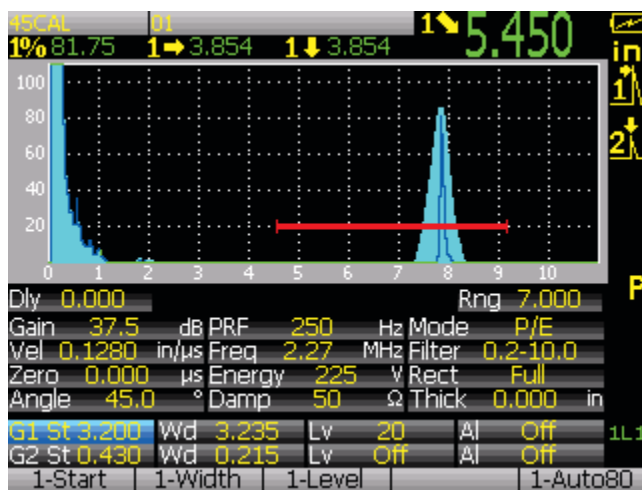 45CAL 01
1% 81.75 1 3.854 1 3.854 1 5.450
in
1
2
100
80
60
40
20
0 1 2 3 4 5 6 7 8 9 10
P
Dly 0.000 Rng 7.000
Gain 37.5 dB PRF 250 Hz Mode P/E
Vel 0.1280 in/µs Freq 2.27 MHz Filter 0.2-10.0
Zero 0.000 µs Energy 225 V Rect Full
Angle 45.0 ° Damp 50 Ω Thick 0.000 in
G1 St 3.200 Wd 3.235 Lv 20 Al Off 1L1
G2 St 0.430 Wd 0.215 Lv Off Al Off
1-Start 1-Width 1-Level 1-Auto80